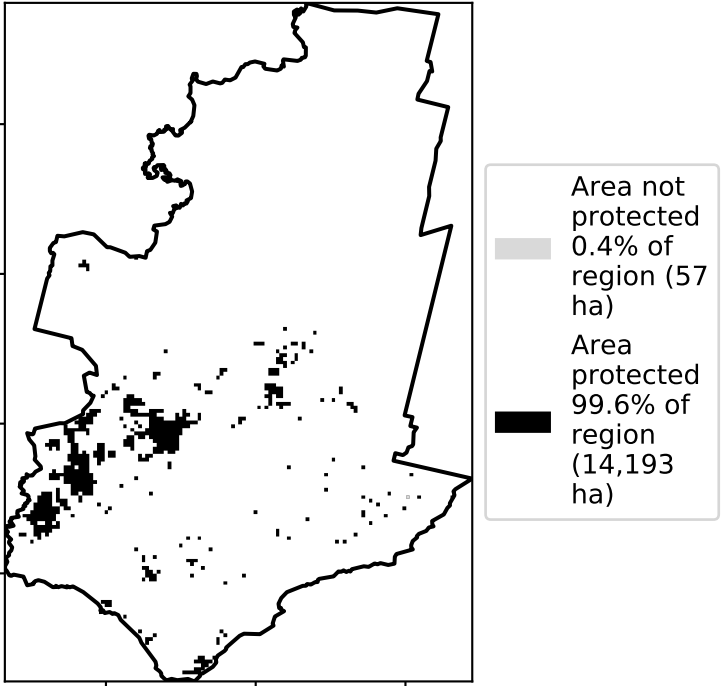 Area not
protected
0.4% of
region (57
ha)
Area
protected
99.6% of
region
(14,193
ha)